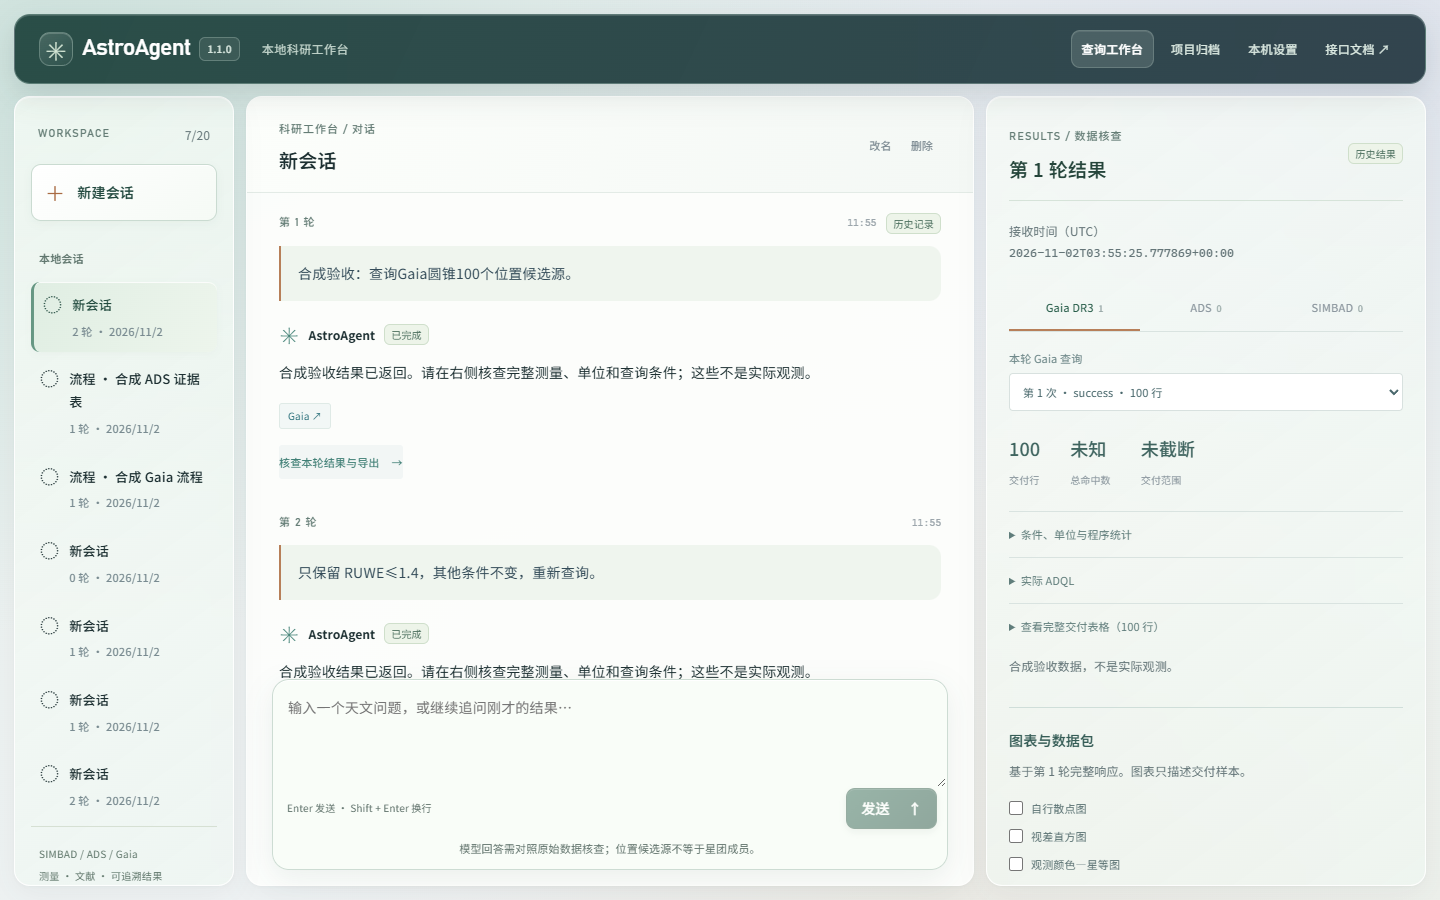 AstroAgent 1.1.0 本地科研工作台 查询工作台 项目归档 本机设置 接口文档 ↗
WORKSPACE 7/20
+ 新建会话
本地会话
新会话
2 轮 · 2026/11/2
流程 · 合成 ADS 证据
表
1 轮 · 2026/11/2
流程 · 合成 Gaia 流程
1 轮 · 2026/11/2
新会话
0 轮 · 2026/11/2
新会话
1 轮 · 2026/11/2
新会话
1 轮 · 2026/11/2
新会话
2 轮 · 2026/11/2
SIMBAD / ADS / Gaia
测量 · 文献 · 可追溯结果
科研工作台 / 对话
新会话
改名 删除
第 1 轮 11:55 历史记录
合成验收：查询Gaia圆锥100个位置候选源。
AstroAgent 已完成
合成验收结果已返回。请在右侧核查完整测量、单位和查询条件；这些不是实际观测。
Gaia ↗
核查本轮结果与导出 →
第 2 轮 11:55
只保留 RUWE≤1.4，其他条件不变，重新查询。
AstroAgent 已完成
合成验收结果已返回。请在右侧核查完整测量、单位和查询条件；这些不是实际观测。
输入一个天文问题，或继续追问刚才的结果…
Enter 发送 · Shift + Enter 换行
发送 ↑
模型回答需对照原始数据核查；位置候选源不等于星团成员。
RESULTS / 数据核查
第 1 轮结果
历史结果
接收时间（UTC）
2026-11-02T03:55:25.777869+00:00
Gaia DR3 1 ADS 0 SIMBAD 0
本轮 Gaia 查询
第 1 次 · success · 100 行
100 未知 未截断
交付行 总命中数 交付范围
▶ 条件、单位与程序统计
▶ 实际 ADQL
▶ 查看完整交付表格（100 行）
合成验收数据，不是实际观测。
图表与数据包
基于第 1 轮完整响应。图表只描述交付样本。
自行散点图
视差直方图
观测颜色—星等图